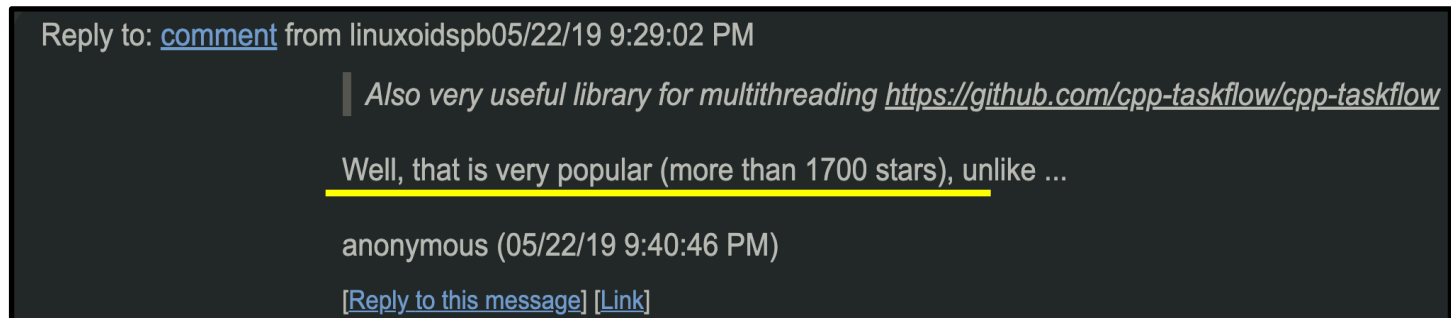 Reply to: comment from linuxoidspb05/22/19 9:29:02 PM
Also very useful library for multithreading https://github.com/cpp-taskflow/cpp-taskflow
Well, that is very popular (more than 1700 stars), unlike ...
anonymous (05/22/19 9:40:46 PM)
[Reply to this message] [Link]